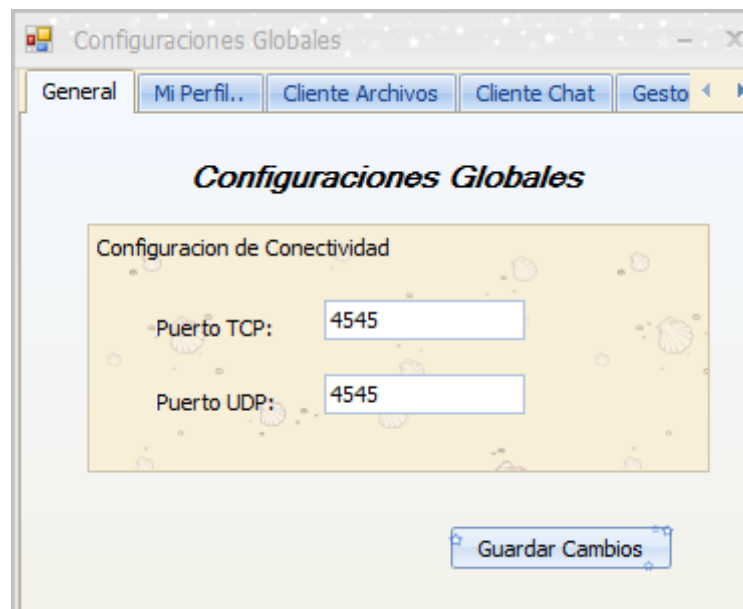 Configuraciones Globales
General Mi Perfil.. Cliente Archivos Cliente Chat Gesto
Configuraciones Globales
Configuracion de Conectividad
Puerto TCP: 4545
Puerto UDP: 4545
Guardar Cambios